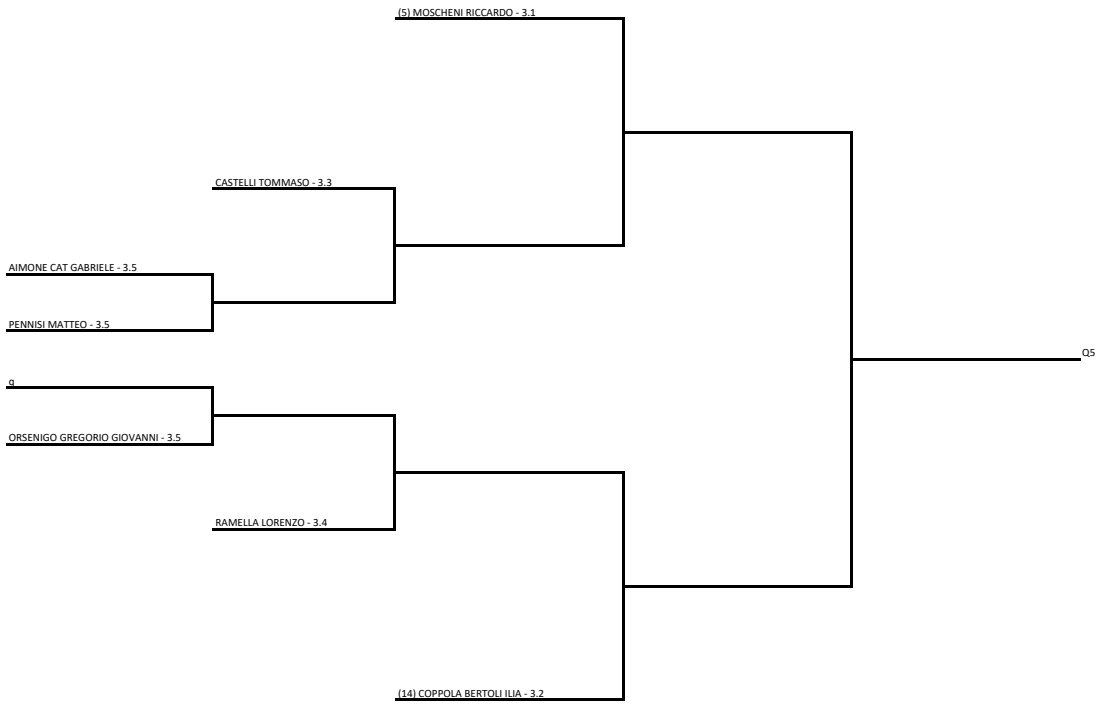 (5) MOSCHENI RICCARDO - 3.1
CASTELLI TOMMASO - 3.3
AIMONE CAT GABRIELE - 3.5
PENNISI MATTEO - 3.5
Q5
q
ORSENIGO GREGORIO GIOVANNI - 3.5
RAMELLA LORENZO - 3.4
(14) COPPOLA BERTOLI ILIA - 3.2